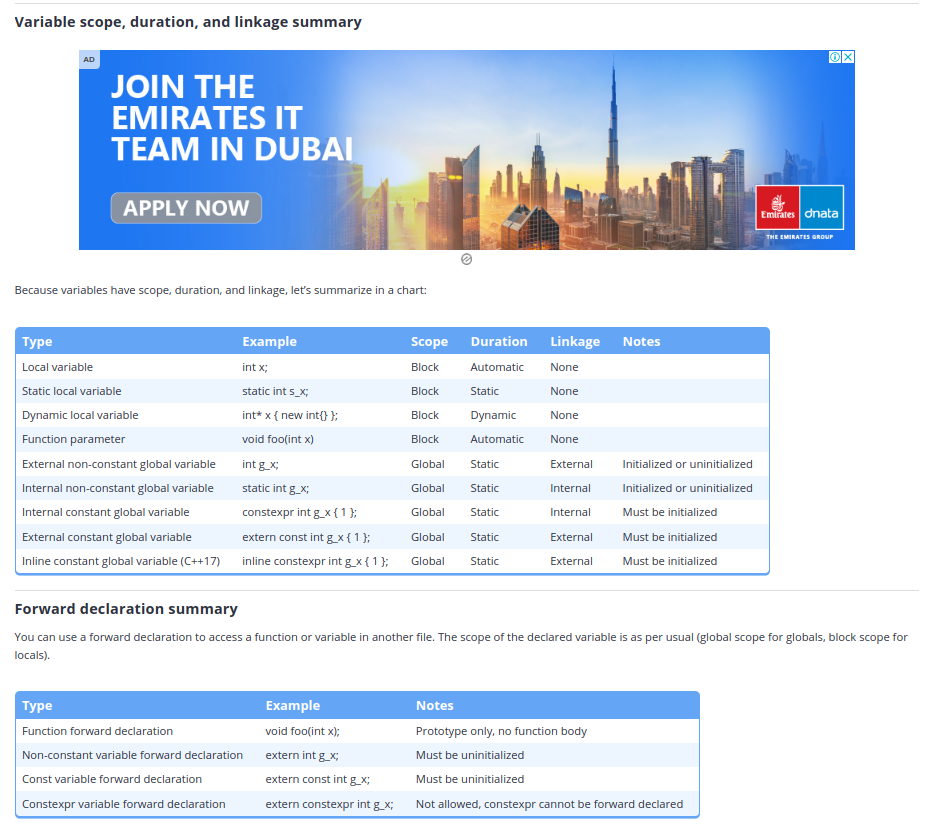 Variable scope, duration, and linkage summary
AD
JOIN THE
EMIRATES IT
TEAM IN DUBAI
APPLY NOW
Emirates
dnata
THE EMIRATES GROUP
Because variables have scope, duration, and linkage, let's summarize in a chart:
Type Example Scope Duration Linkage Notes
Local variable int x; Block Automatic None
Static local variable static int s_x; Block Static None
Dynamic local variable int* x { new int{} }; Block Dynamic None
Function parameter void foo(int x) Block Automatic None
External non-constant global variable int g_x; Global Static External Initialized or uninitialized
Internal non-constant global variable static int g_x; Global Static Internal Initialized or uninitialized
Internal constant global variable constexpr int g_x { 1 }; Global Static Internal Must be initialized
External constant global variable extern const int g_x { 1 }; Global Static External Must be initialized
Inline constant global variable (C++17) inline constexpr int g_x { 1 }; Global Static External Must be initialized
Forward declaration summary
You can use a forward declaration to access a function or variable in another file. The scope of the declared variable is as per usual (global scope for globals, block scope for
locals).
Type Example Notes
Function forward declaration void foo(int x); Prototype only, no function body
Non-constant variable forward declaration extern int g_x; Must be uninitialized
Const variable forward declaration extern const int g_x; Must be uninitialized
Constexpr variable forward declaration extern constexpr int g_x; Not allowed, constexpr cannot be forward declared